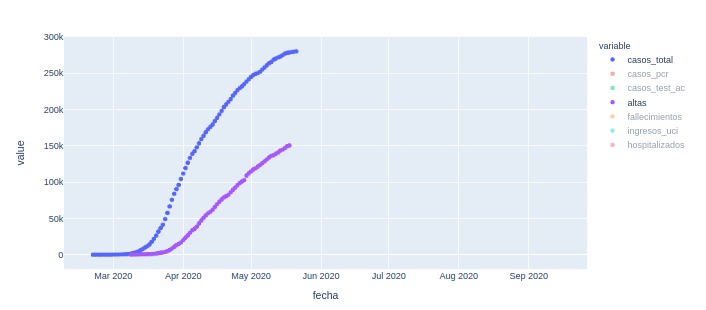 300k
250k
200k
150k
100k
50k
0
value
Mar 2020 Apr 2020 May 2020 Jun 2020 Jul 2020 Aug 2020 Sep 2020
fecha
variable
casos_total
casos_pcr
casos_test_ac
altas
fallecimientos
ingresos_uci
hospitalizados